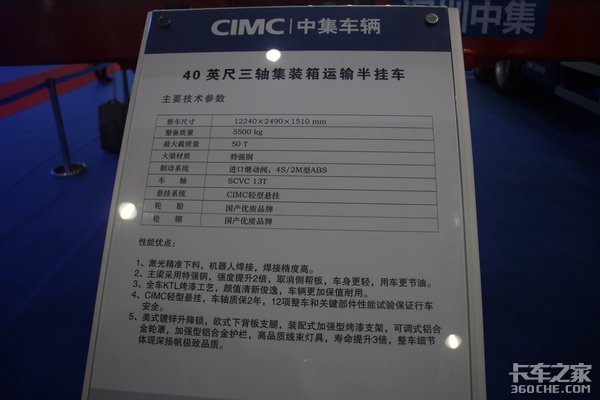 深圳中集
CIMC 中集车辆
40 英尺三轴集装箱运输半挂车
主要技术参数
整车尺寸 12240×2490×1510 mm
整备质量 5500 kg
最大载质量 50 T
大梁材质 特强钢
制动系统 进口继动阀，4S/2M型ABS
车 轴 SCVC 13T
悬挂系统 CIMC轻型悬挂
轮 胎 国产优质品牌
轮 辋 国产优质品牌
性能优点：
1、激光精准下料，机器人焊接，焊接精度高。
2、主梁采用特强钢，强度提升2倍，取消侧帮板，车身更轻，用车更节油。
3、全车KTL烤漆工艺，颜值清新俊逸，车辆更加保值耐用。
4、CIMC轻型悬挂，车轴质保2年，12项整车和关键部件性能试验保证行车
安全。
5、美式镀锌升降锁，欧式下背板支腿，装配式加强型烤漆支架，可调式铝合
金轮罩，加强型铝合金护栏，高品质线束灯具，寿命提升3倍，整车细节
体现深扬帆极致品质。
卡车之家
360che.com